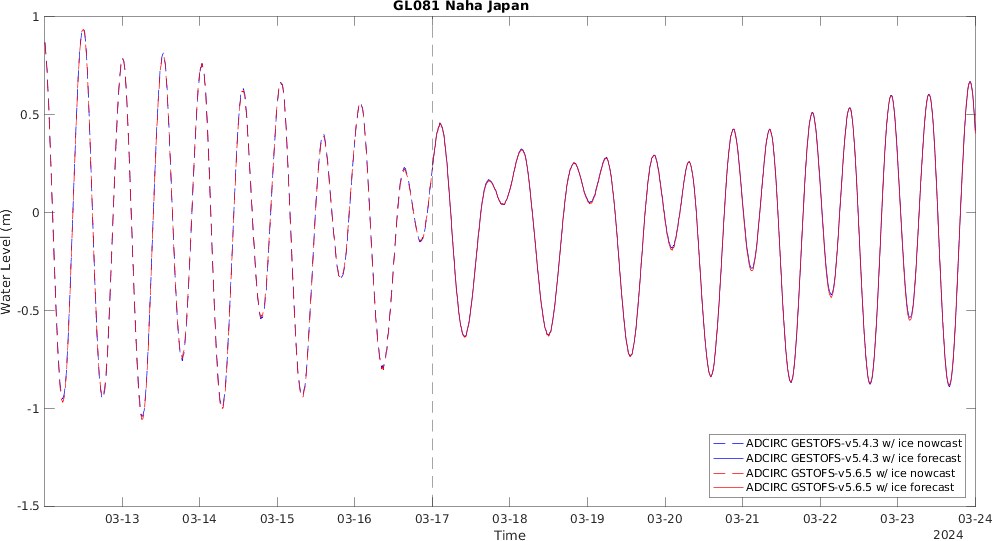 GL081 Naha Japan
1
0.5
0
-0.5
-1
-1.5
Water Level (m)
ADCIRC GESTOFS-v5.4.3 w/ ice nowcast
ADCIRC GESTOFS-v5.4.3 w/ ice forecast
ADCIRC GSTOFS-v5.6.5 w/ ice nowcast
ADCIRC GSTOFS-v5.6.5 w/ ice forecast
03-13 03-14 03-15 03-16 03-17 03-18 03-19 03-20 03-21 03-22 03-23 03-24
Time
2024